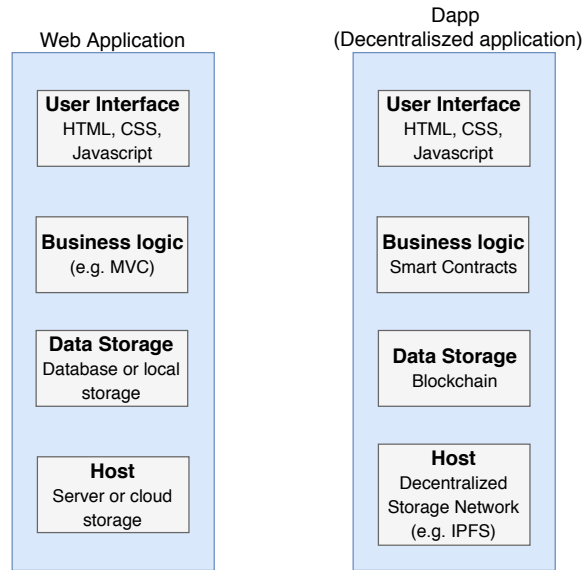 Web Application
User Interface
HTML, CSS,
Javascript
Business logic
(e.g. MVC)
Data Storage
Database or local
storage
Host
Server or cloud
storage
Dapp
(Decentraliszed application)
User Interface
HTML, CSS,
Javascript
Business logic
Smart Contracts
Data Storage
Blockchain
Host
Decentralized
Storage Network
(e.g. IPFS)